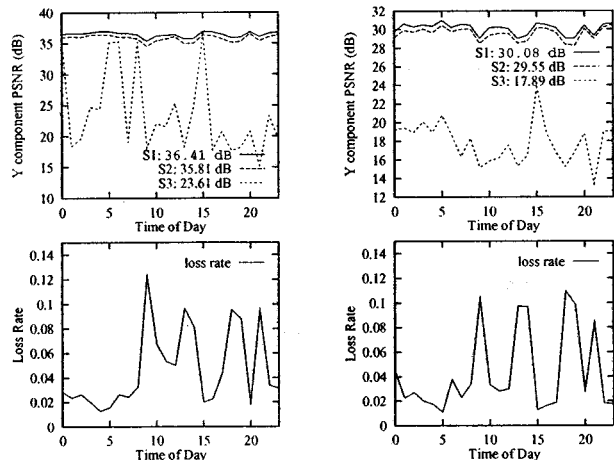 Y component PSNR (dB)
40
35
30
25
20
15
10
S1: 36.41 dB
S2: 35.81 dB
S3: 23.61 dB
0 5 10 15 20
Time of Day
Y component PSNR (dB)
32
30
28
26
24
22
20
18
16
14
12
S1: 30.08 dB
S2: 29.55 dB
S3: 17.89 dB
0 5 10 15 20
Time of Day
Loss Rate
0.14
0.12
0.1
0.08
0.06
0.04
0.02
0
loss rate
0 5 10 15 20
Time of Day
Loss Rate
0.14
0.12
0.1
0.08
0.06
0.04
0.02
0
loss rate
0 5 10 15 20
Time of Day